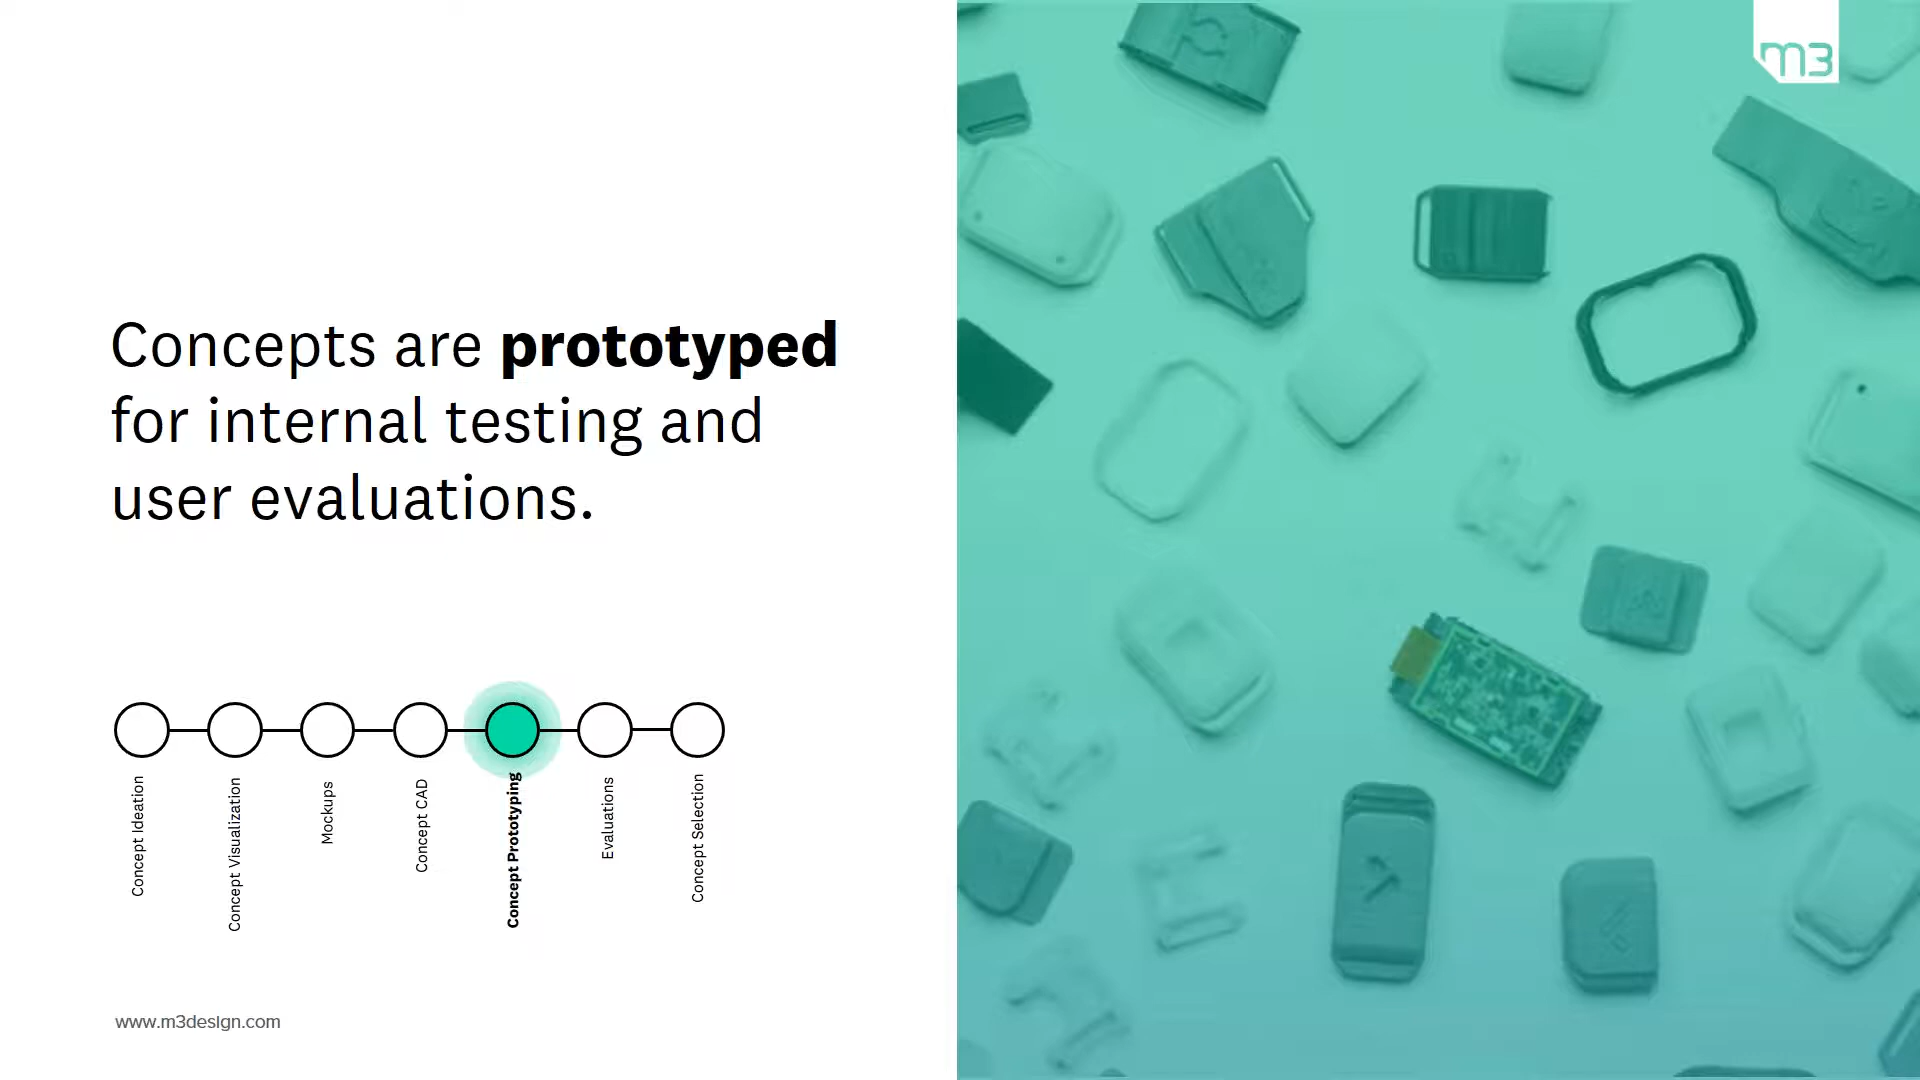 m3
Concepts are prototyped
for internal testing and
user evaluations.
Concept Ideation
Concept Visualization
Mockups
Concept CAD
Concept Prototyping
Evaluations
Concept Selection
www.m3design.com